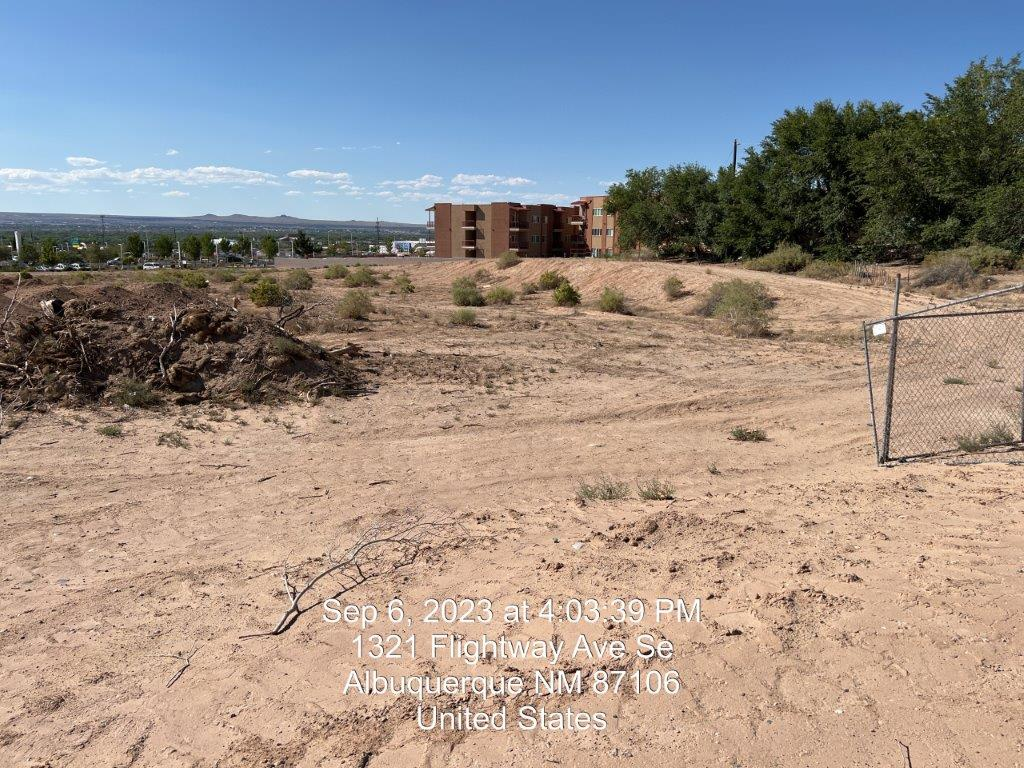 Sep 6, 2023 at 4:03:39 PM
1321 Flightway Ave Se
Albuquerque NM 87106
United States